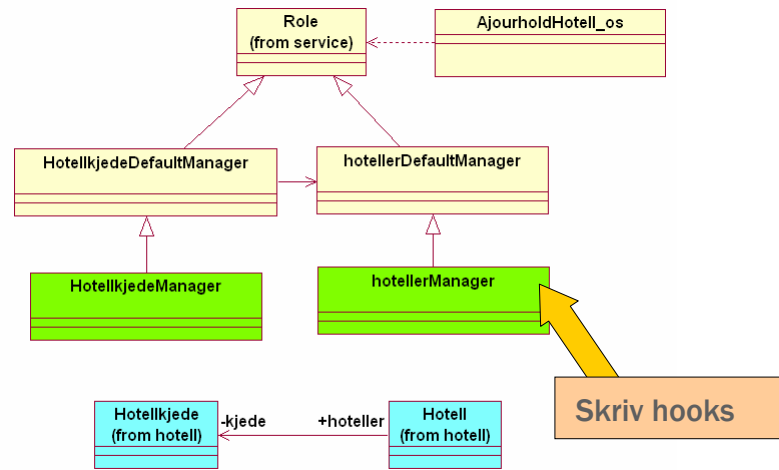 Role
(from service)
AjourholdHotell_os
HotellkjedeDefaultManager
hotellerDefaultManager
HotellkjedeManager
hotellerManager
Skriv hooks
Hotellkjede
(from hotell)
-kjede
+hoteller
Hotell
(from hotell)